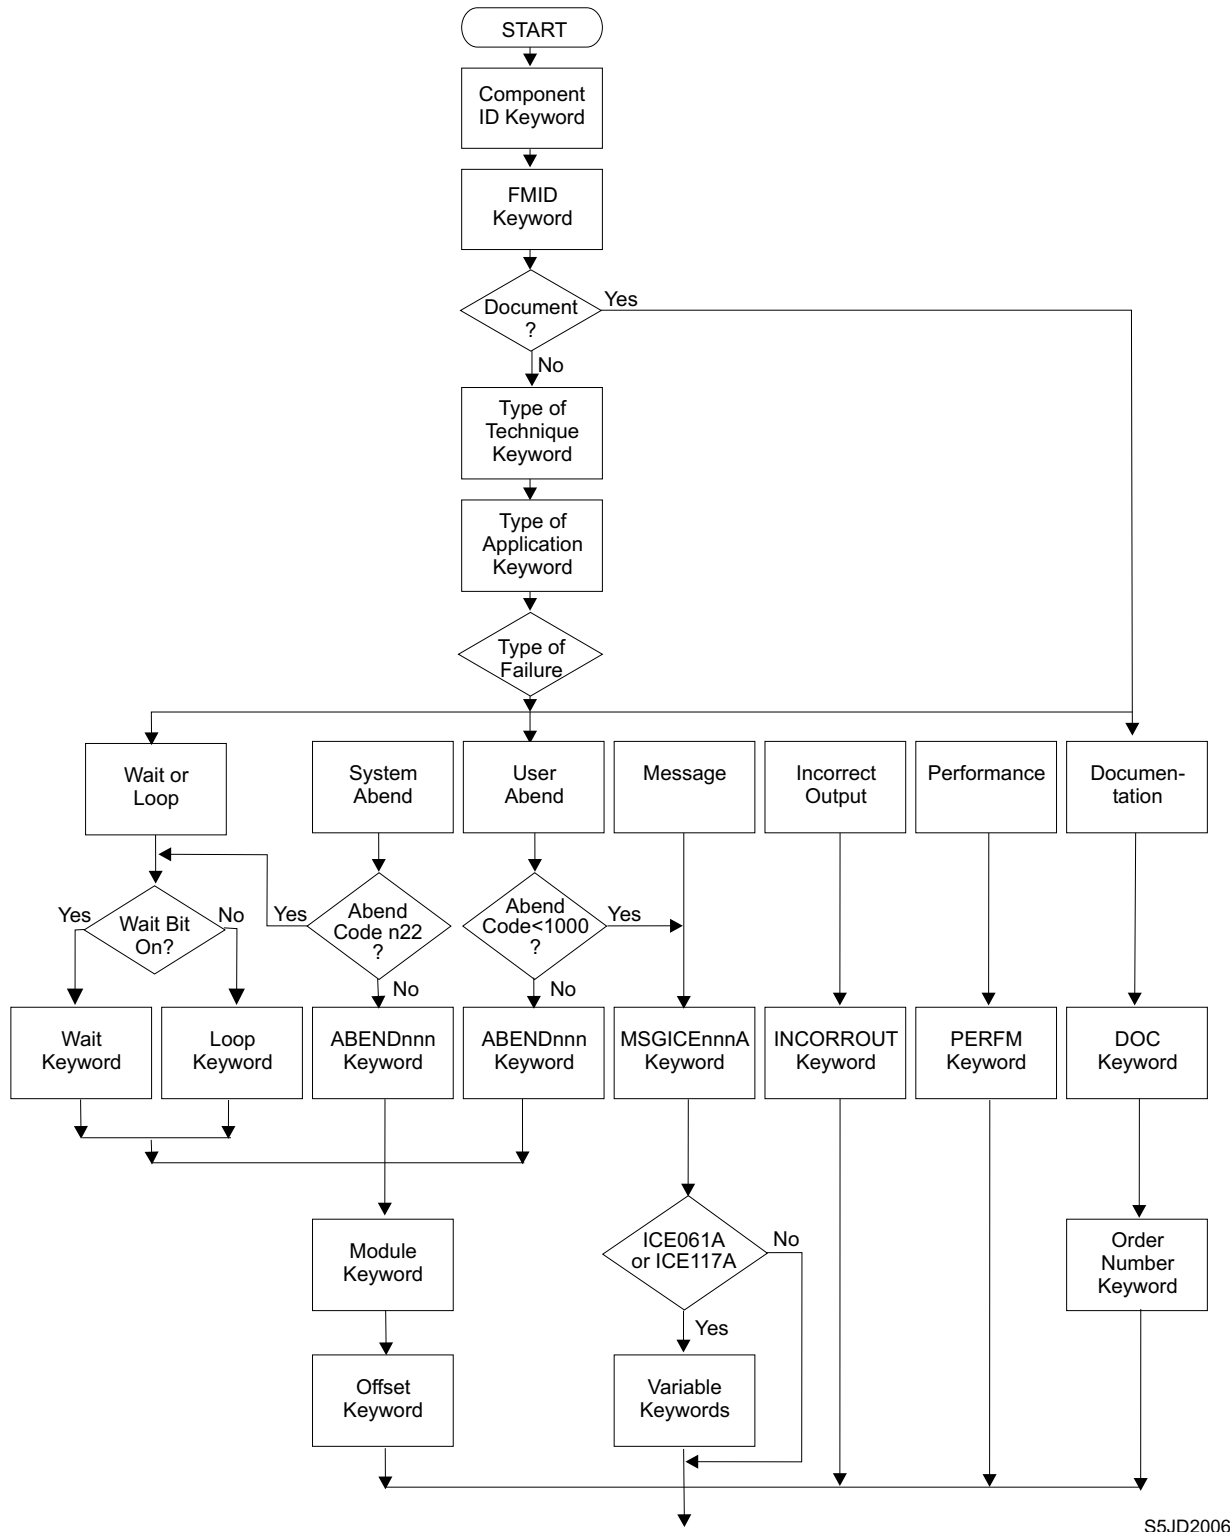 START
Component
ID Keyword
FMID
Keyword
Document
?
Yes
No
Type of
Technique
Keyword
Type of
Application
Keyword
Type of
Failure
Wait or
Loop
System
Abend
User
Abend
Message
Incorrect
Output
Performance
Documen-
tation
Yes
Wait Bit
On?
No
Yes
Abend
Code n22
?
No
Abend
Code<1000
?
Yes
No
Wait
Keyword
Loop
Keyword
ABENDnnn
Keyword
ABENDnnn
Keyword
MSGICEnnnA
Keyword
INCORROUT
Keyword
PERFM
Keyword
DOC
Keyword
Module
Keyword
ICE061A
or ICE117A
No
Yes
Order
Number
Keyword
Offset
Keyword
Variable
Keywords
S5JD2006